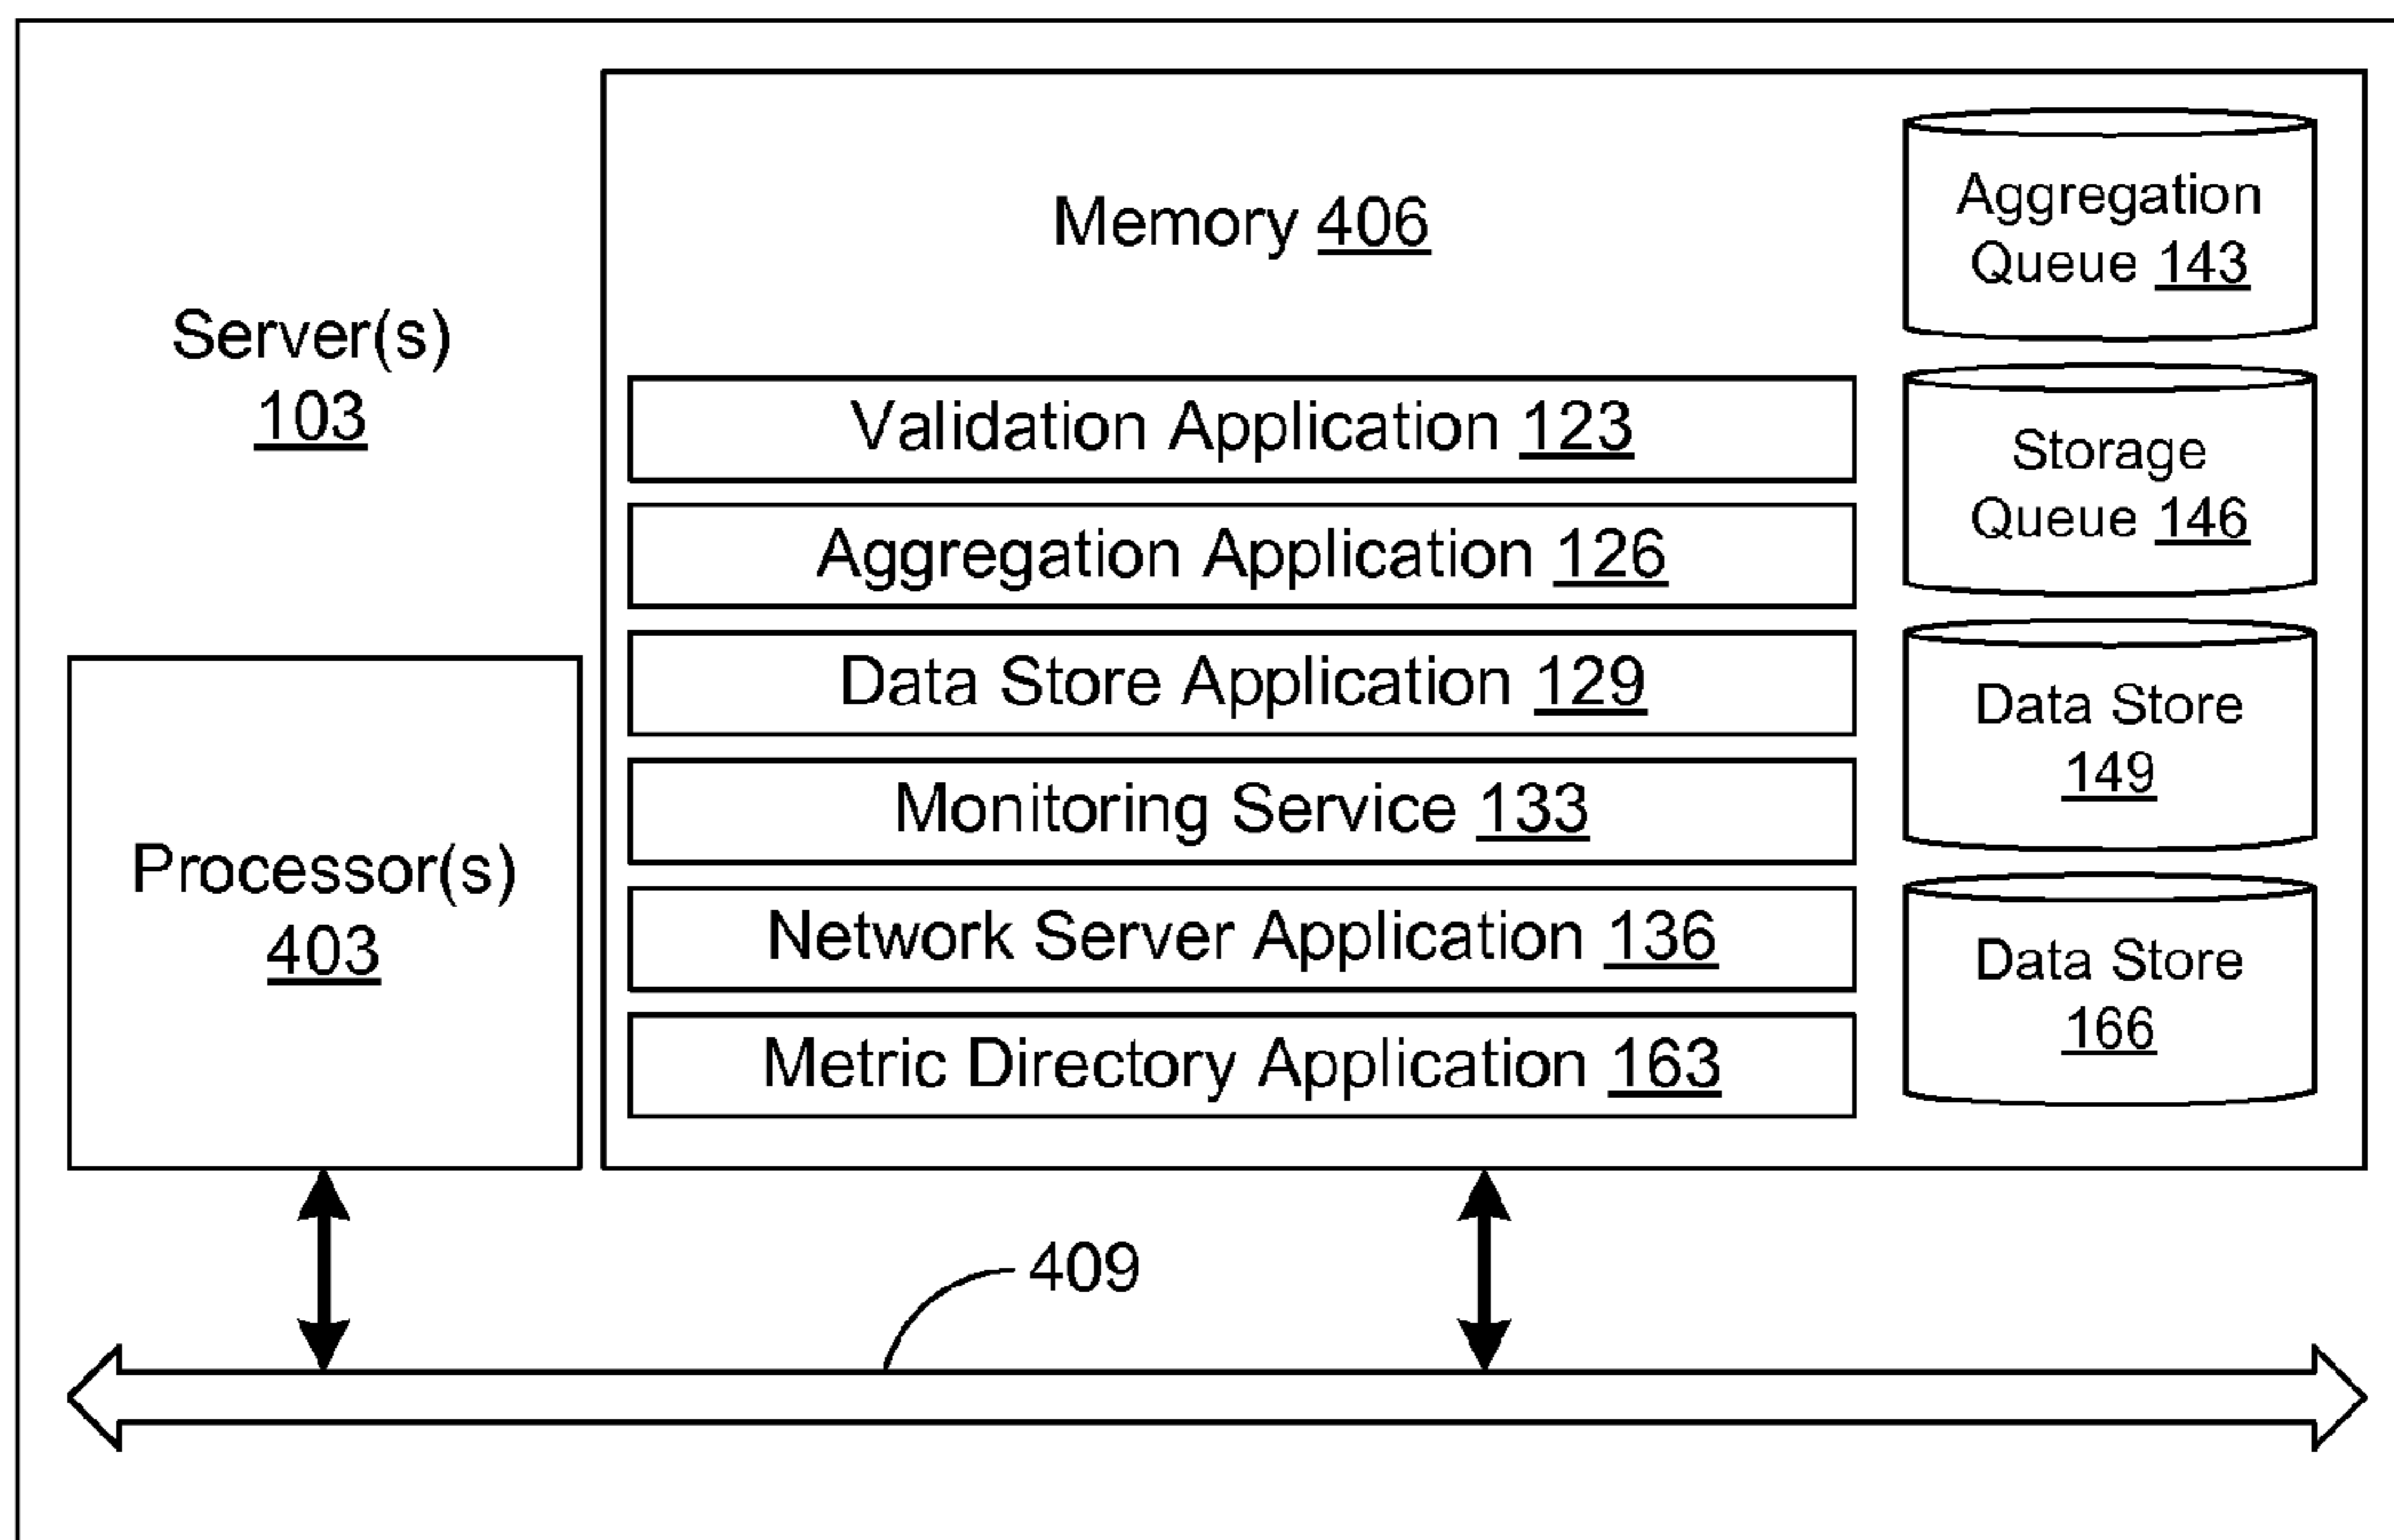 Server(s)
103
Processor(s)
403
Memory 406
Validation Application 123
Aggregation Application 126
Data Store Application 129
Monitoring Service 133
Network Server Application 136
Metric Directory Application 163
Aggregation
Queue 143
Storage
Queue 146
Data Store
149
Data Store
166
409